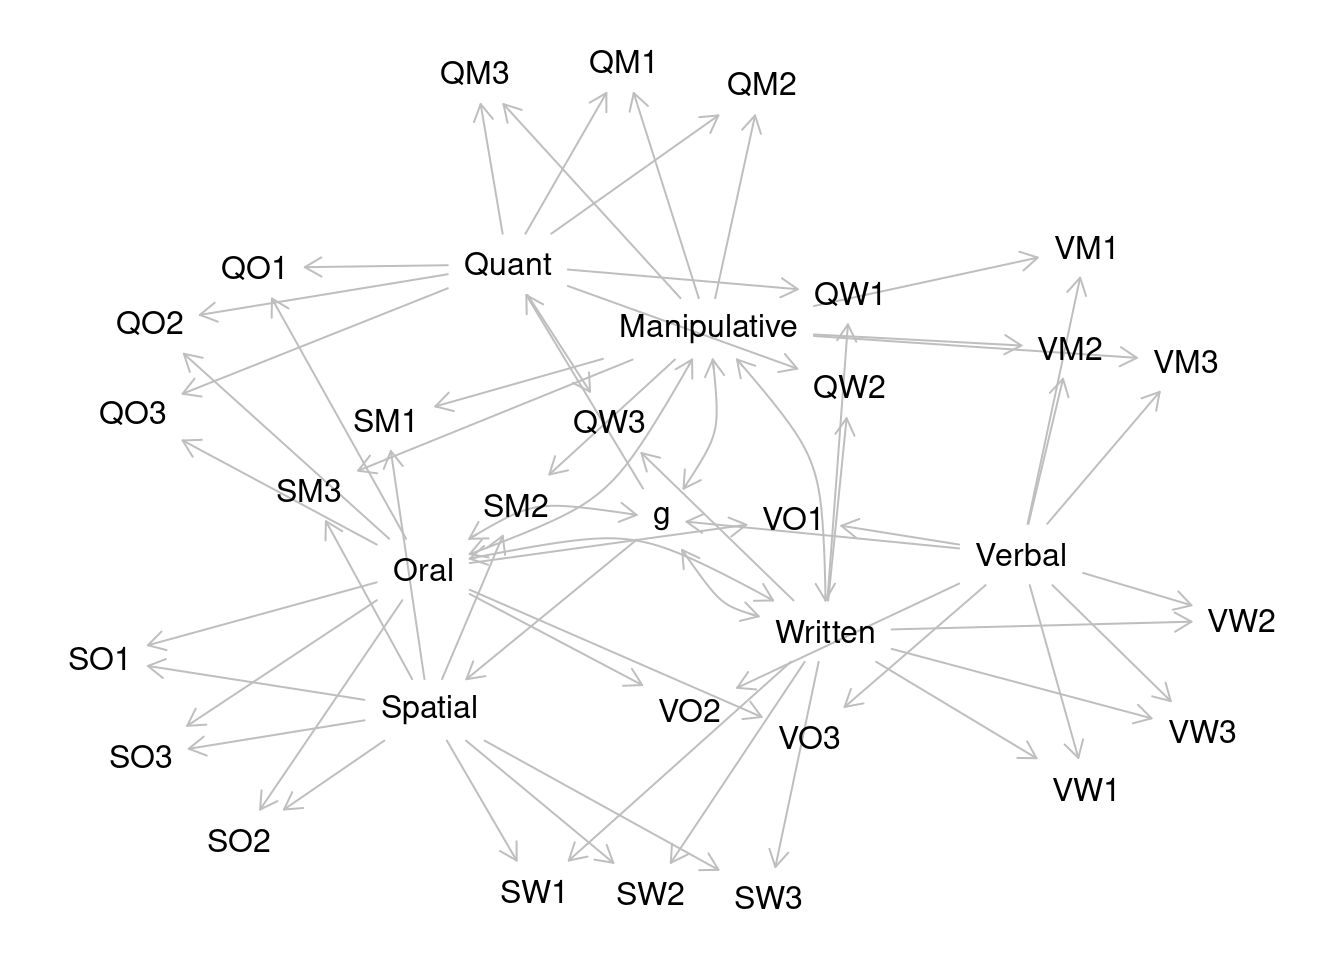 QM3
QM1
QM2
QO1
Quant
VM1
QW1
QO2
Manipulative
VM2
VM3
QW2
QO3
SM1
QW3
SM3
SM2
g
VO1
Oral
Verbal
Written
VW2
SO1
Spatial
VO2
VO3
VW3
SO3
VW1
SO2
SW1
SW2
SW3